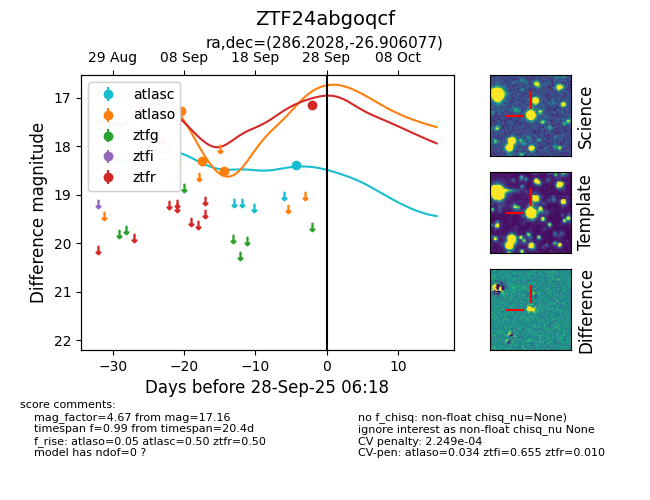 ZTF24abgoqcf
ra,dec=(286.2028,-26.906077)
29 Aug 08 Sep 18 Sep 28 Sep 08 Oct
atlasc
atlaso
ztfg
ztfi
ztfr
17
18
19
20
21
22
Difference magnitude
−30 −20 −10 0 10
Days before 28-Sep-25 06:18
Science
Template
Difference
score comments:
mag_factor=4.67 from mag=17.16
timespan f=0.99 from timespan=20.4d
f_rise: atlaso=0.05 atlasc=0.50 ztfr=0.50
model has ndof=0 ?
no f_chisq: non-float chisq_nu=None)
ignore interest as non-float chisq_nu None
CV penalty: 2.249e-04
CV-pen: atlaso=0.034 ztfi=0.655 ztfr=0.010